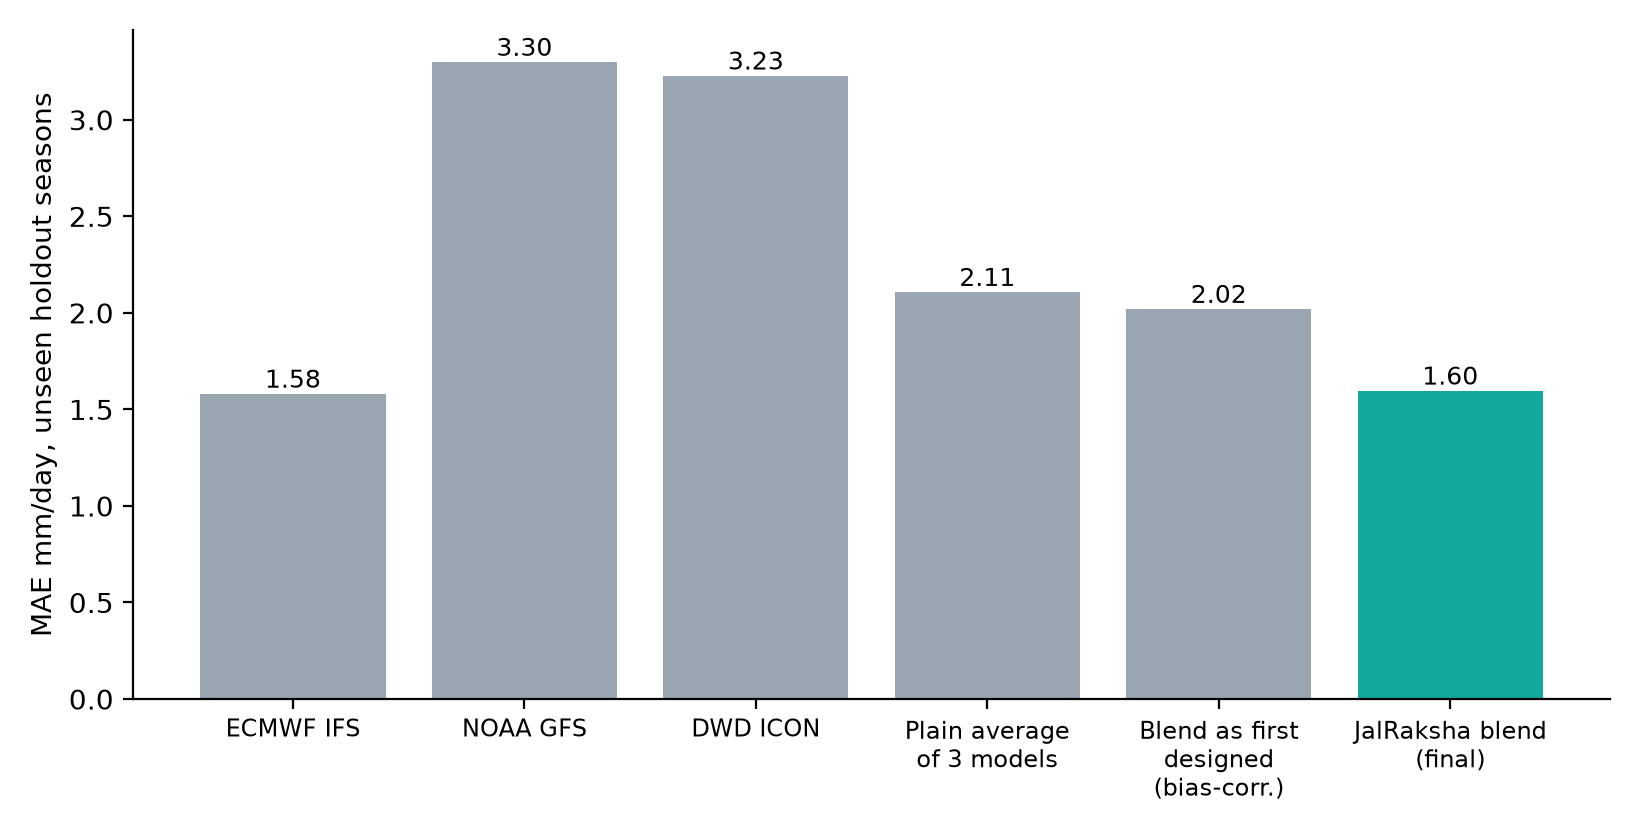 MAE mm/day, unseen holdout seasons
3.0
2.5
2.0
1.5
1.0
0.5
0.0
1.58
3.30
3.23
2.11
2.02
1.60
ECMWF IFS
NOAA GFS
DWD ICON
Plain average
of 3 models
Blend as first
designed
(bias-corr.)
JalRaksha blend
(final)